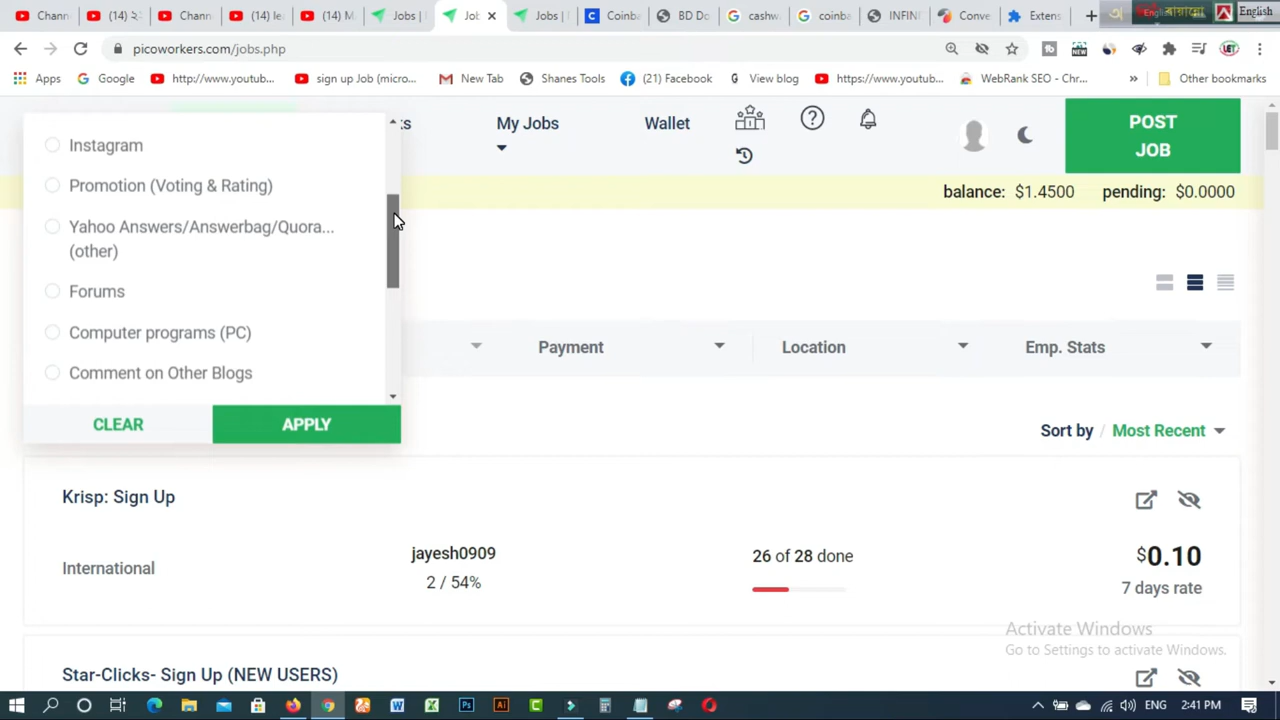 Chann
(14)
Chann
(14) le
(14) M
Jobs |
Jo
Jobs
Coinb
BD Do
cashw
coinba
INFINI
Conve
Extens
English
picoworkers.com/jobs.php
Apps
Google
http://www.youtub...
sign up Job (micro...
New Tab
Shanes Tools
(21) Facebook
View blog
https://www.youtu...
WebRank SEO - Chr...
»
Other bookmarks
ks
My Jobs
Wallet
POST
JOB
balance: $1.4500 pending: $0.0000
Instagram
Promotion (Voting & Rating)
Yahoo Answers/Answerbag/Quora...
(other)
Forums
Computer programs (PC)
Comment on Other Blogs
CLEAR
APPLY
Payment
Location
Emp. Stats
Sort by / Most Recent
Krisp: Sign Up
International
jayesh0909
2 / 54%
26 of 28 done
$0.10
7 days rate
Activate Windows
Go to Settings to activate Windows.
Star-Clicks- Sign Up (NEW USERS)
ENG
2:41 PM